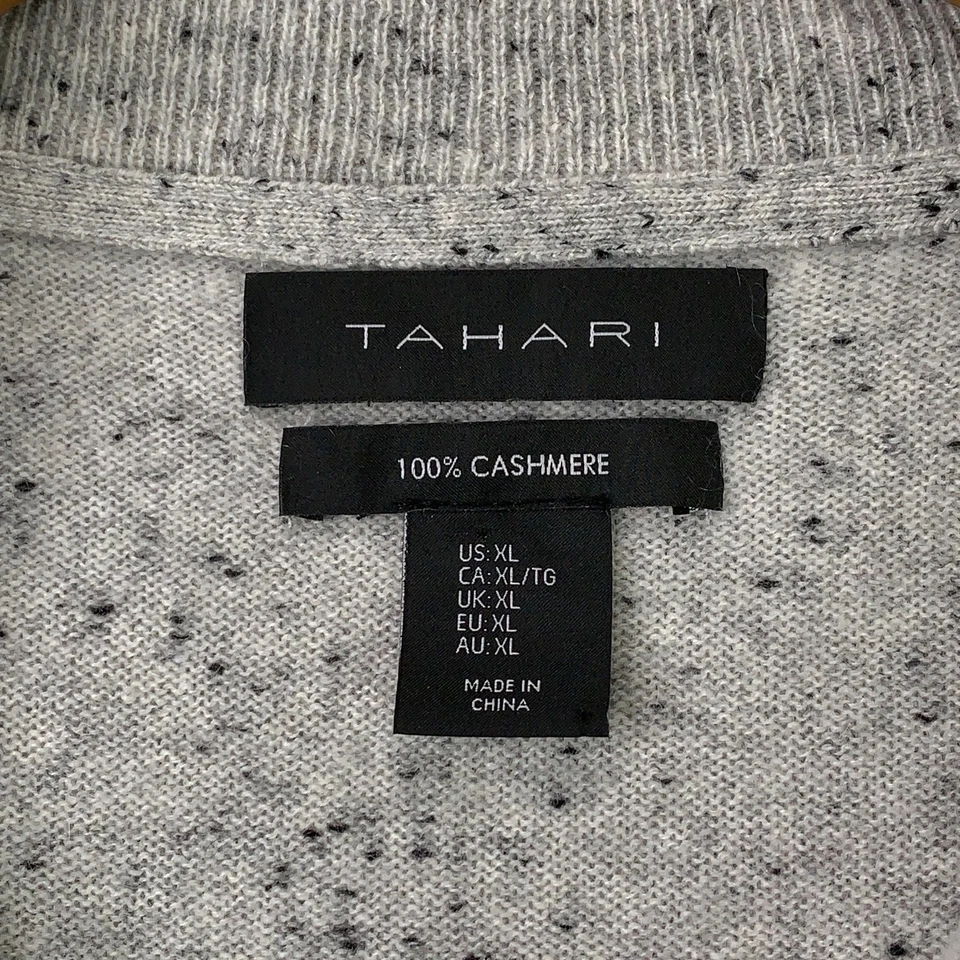 TAHARI
100% CASHMERE
US: XL
CA: XL/TG
UK: XL
EU: XL
AU: XL
MADE IN
CHINA